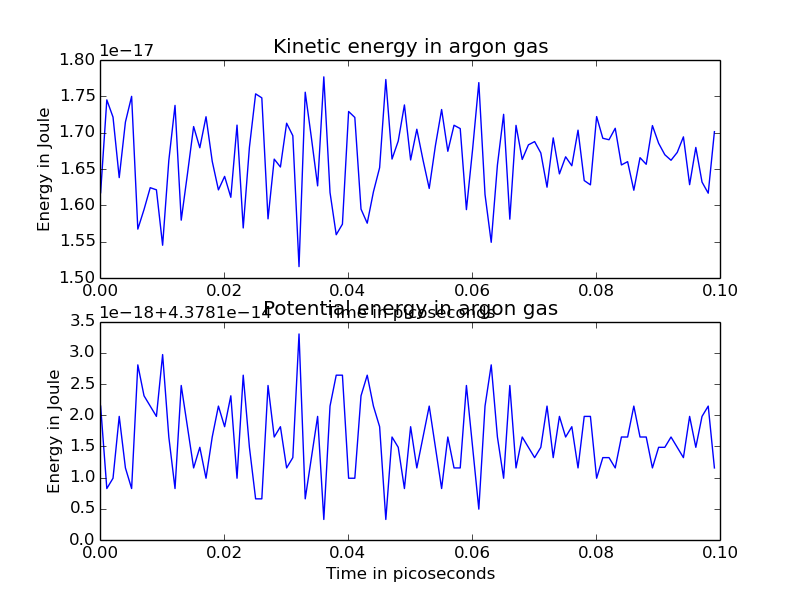 Kinetic energy in argon gas
1e−17
1.80
1.75
1.70
1.65
1.60
1.55
1.50
Energy in Joule
0.00 0.02 0.04 0.06 0.08 0.10
Time in picoseconds
Potential energy in argon gas
1e−18+4.3781e−14
3.5
3.0
2.5
2.0
1.5
1.0
0.5
0.0
Energy in Joule
0.00 0.02 0.04 0.06 0.08 0.10
Time in picoseconds